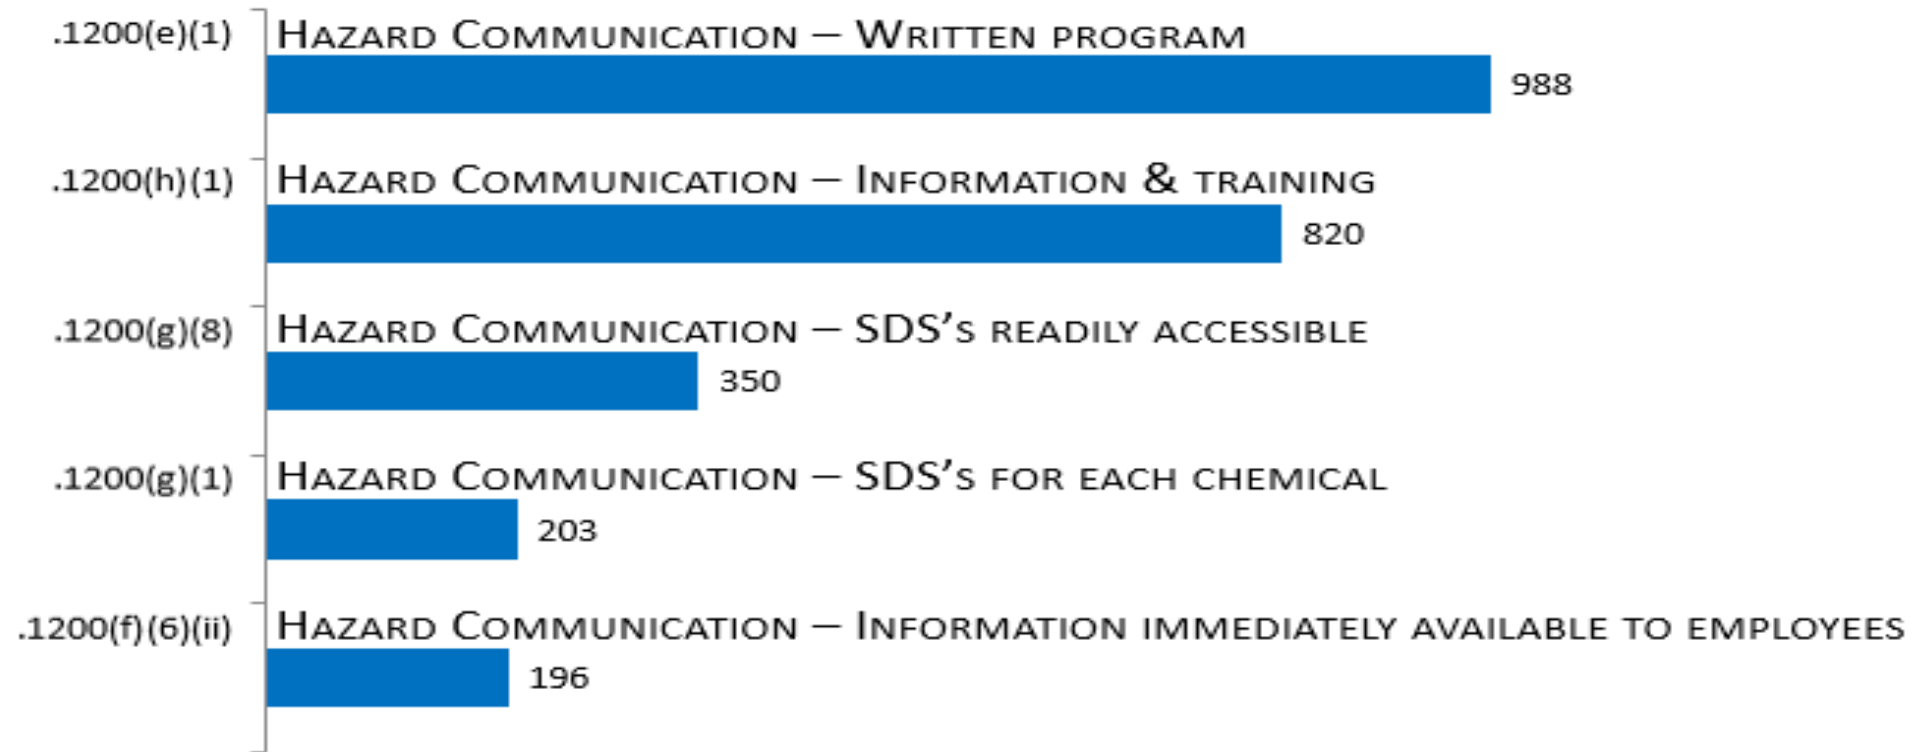 .1200(e)(1) Hazard Communication – Written program
988
.1200(h)(1) Hazard Communication – Information & training
820
.1200(g)(8) Hazard Communication – SDS's readily accessible
350
.1200(g)(1) Hazard Communication – SDS's for each chemical
203
.1200(f)(6)(ii) Hazard Communication – Information immediately available to employees
196